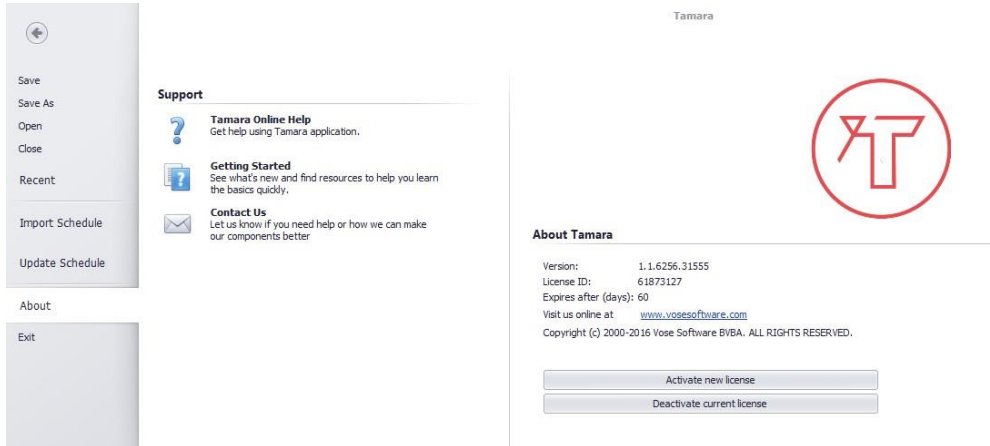 Tamara
Save
Save As
Open
Close
Recent
Import Schedule
Update Schedule
About
Exit
Support
Tamara Online Help
Get help using Tamara application.
Getting Started
See what's new and find resources to help you learn
the basics quickly.
Contact Us
Let us know if you need help or how we can make
our components better
About Tamara
Version: 1.1.6256.31555
License ID: 61873127
Expires after (days): 60
Visit us online at www.vosesoftware.com
Copyright (c) 2000-2016 Vose Software BVBA. ALL RIGHTS RESERVED.
Activate new license
Deactivate current license